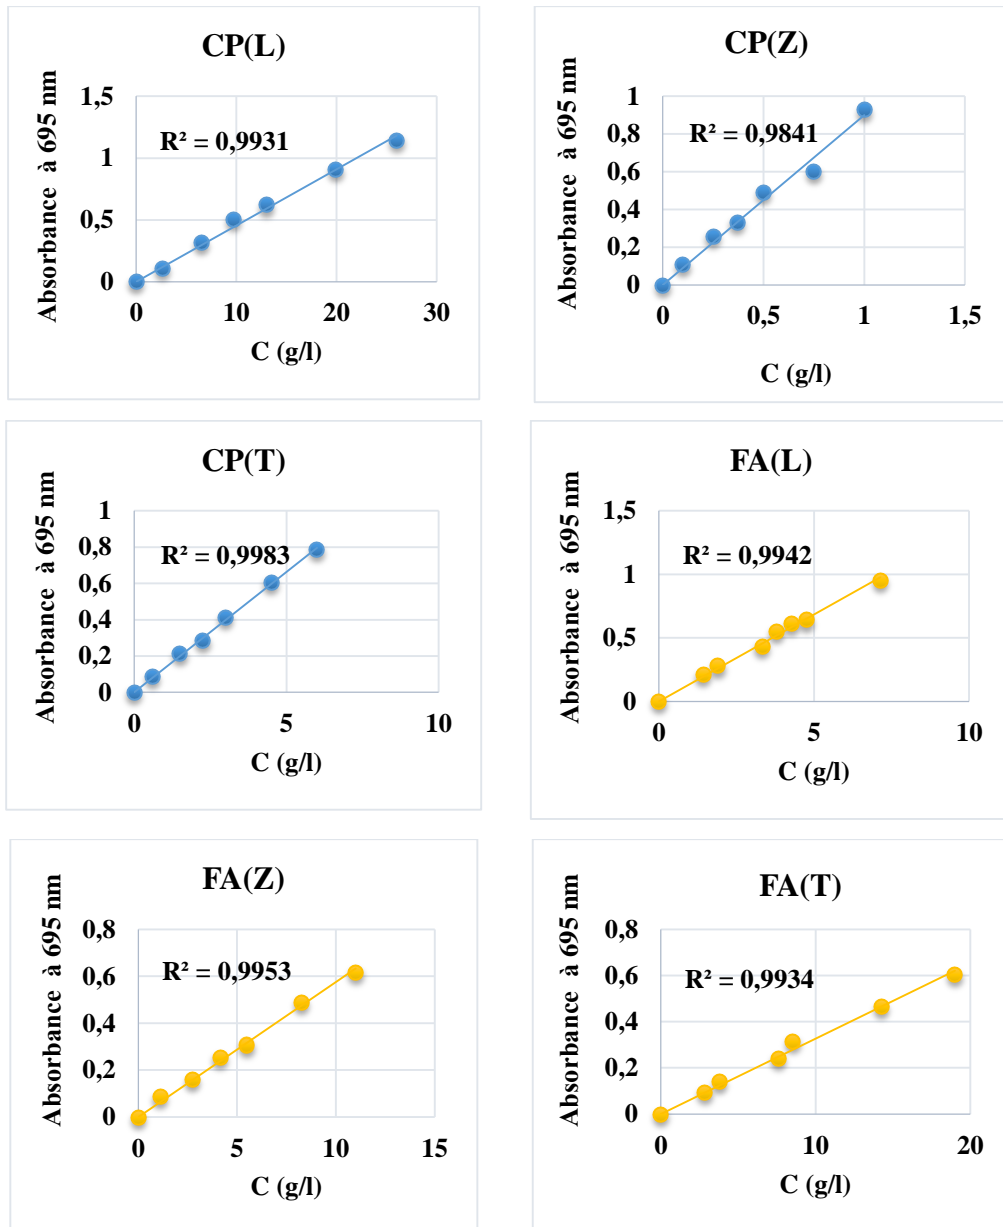 CP(L)
Absorbance à 695 nm
1,5
1
0,5
0
R² = 0,9931
0 10 20 30
C (g/l)
CP(Z)
Absorbance à 695 nm
1
0,8
0,6
0,4
0,2
0
R² = 0,9841
0 0,5 1 1,5
C (g/l)
CP(T)
Absorbance à 695 nm
1
0,8
0,6
0,4
0,2
0
R² = 0,9983
0 5 10
C (g/l)
FA(L)
Absorbance à 695 nm
1,5
1
0,5
0
R² = 0,9942
0 5 10
C (g/l)
FA(Z)
Absorbance à 695 nm
0,8
0,6
0,4
0,2
0
R² = 0,9953
0 5 10 15
C (g/l)
FA(T)
Absorbance à 695 nm
0,8
0,6
0,4
0,2
0
R² = 0,9934
0 10 20
C (g/l)